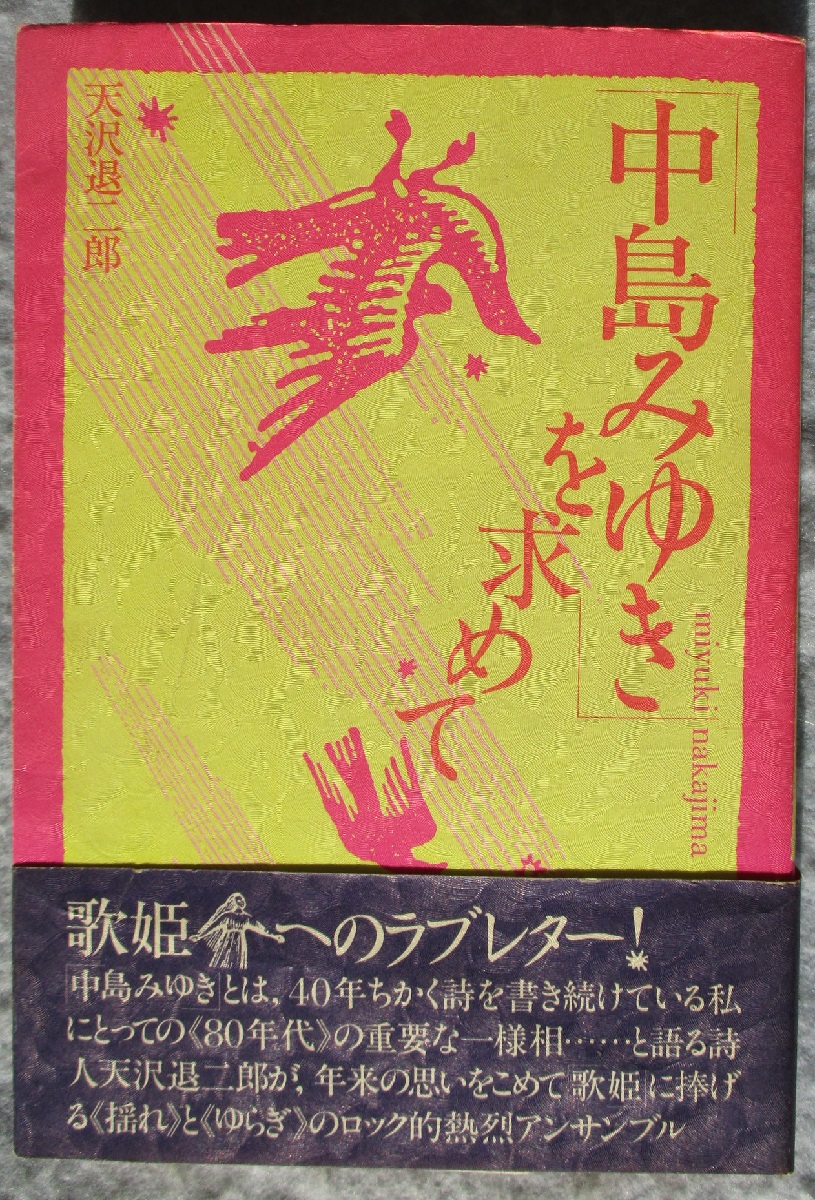 「中島みゆき」
を求めて
miyuki nakajima
天沢退二郎
歌姫へのラブレター！
「中島みゆき」とは，40年ちかく詩を書き続けている私
にとっての《80年代》の重要な一様相……と語る詩
人天沢退二郎が，年来の思いをこめて「歌姫」に捧げ
る《揺れ》と《ゆらぎ》のロック的熱烈アンサンブル